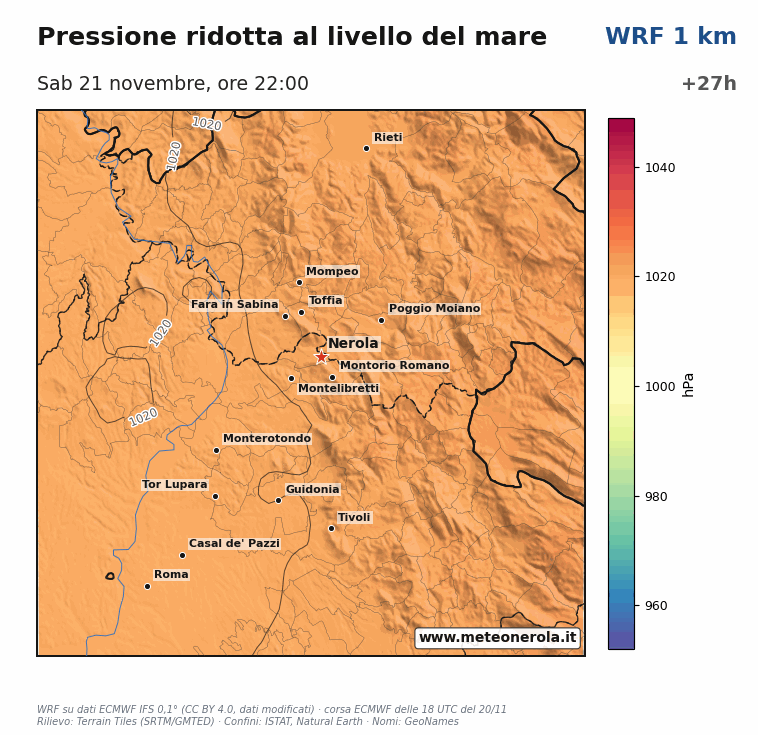 Pressione ridotta al livello del mare
WRF 1 km
Sab 21 novembre, ore 22:00
+27h
1020
1020
Rieti
1040
Mompeo
1020
Toffia
Fara in Sabina
Poggio Moiano
1020
Nerola
Montorio Romano
Montelibretti
1000
hPa
1020
Monterotondo
Tor Lupara
Guidonia
980
Tivoli
Casal de' Pazzi
Roma
960
www.meteonerola.it
WRF su dati ECMWF IFS 0,1° (CC BY 4.0, dati modificati) · corsa ECMWF delle 18 UTC del 20/11
Rilievo: Terrain Tiles (SRTM/GMTED) · Confini: ISTAT, Natural Earth · Nomi: GeoNames